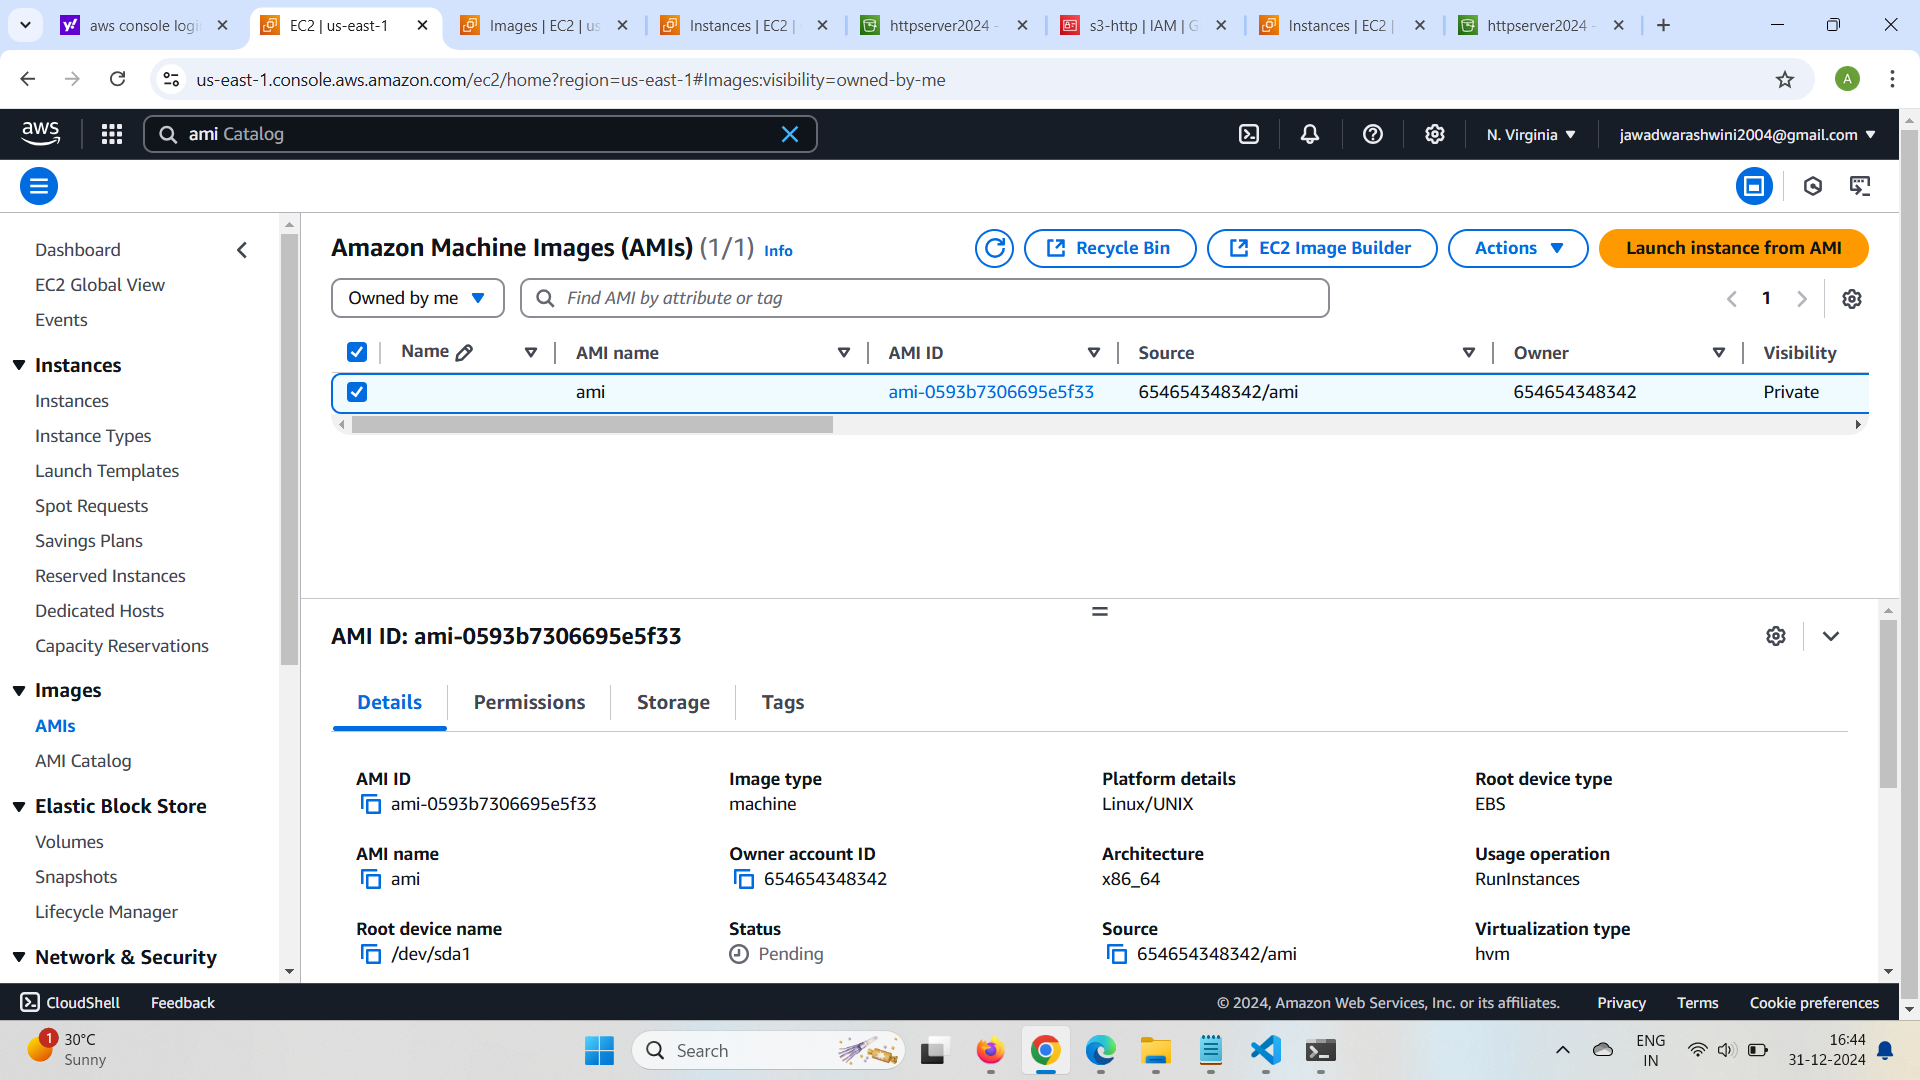 aws console logi
EC2 | us-east-1
Images | EC2 | us
Instances | EC2 |
httpserver2024 -
s3-http | IAM | G
Instances | EC2 |
httpserver2024 -
us-east-1.console.aws.amazon.com/ec2/home?region=us-east-1#Images:visibility=owned-by-me
A
aws
ami Catalog
N. Virginia
jawadwarashwini2004@gmail.com
Dashboard
EC2 Global View
Events
Instances
Instances
Instance Types
Launch Templates
Spot Requests
Savings Plans
Reserved Instances
Dedicated Hosts
Capacity Reservations
Images
AMIs
AMI Catalog
Elastic Block Store
Volumes
Snapshots
Lifecycle Manager
Network & Security
Amazon Machine Images (AMIs) (1/1) Info
Recycle Bin
EC2 Image Builder
Actions
Launch instance from AMI
Owned by me
Find AMI by attribute or tag
1
Name AMI name AMI ID Source Owner Visibility
ami ami-0593b7306695e5f33 654654348342/ami 654654348342 Private
AMI ID: ami-0593b7306695e5f33
Details Permissions Storage Tags
AMI ID Image type Platform details Root device type
ami-0593b7306695e5f33 machine Linux/UNIX EBS
AMI name Owner account ID Architecture Usage operation
ami 654654348342 x86_64 RunInstances
Root device name Status Source Virtualization type
/dev/sda1 Pending 654654348342/ami hvm
CloudShell Feedback © 2024, Amazon Web Services, Inc. or its affiliates. Privacy Terms Cookie preferences
1
30°C
Sunny
Search
ENG
IN
16:44
31-12-2024